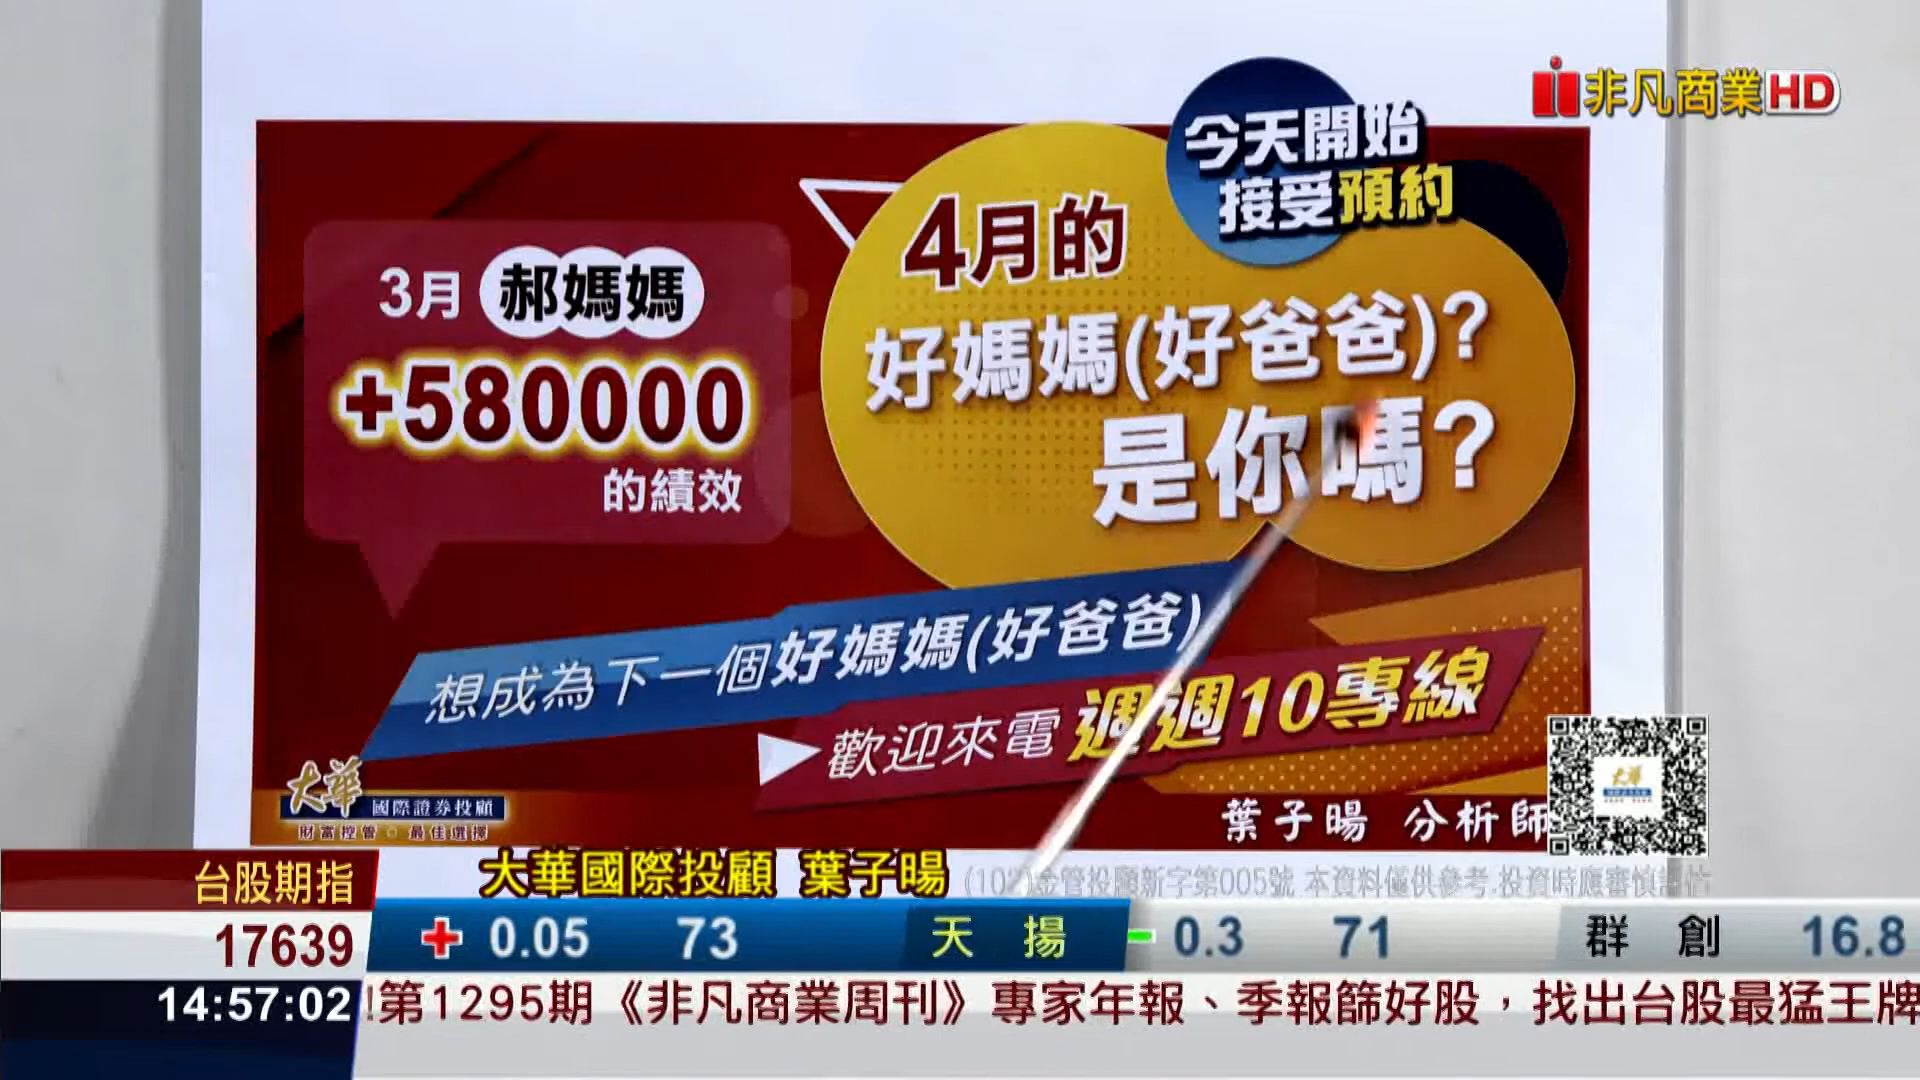 非凡商業HD
今天開始
接受預約
4月的
好媽媽(好爸爸)?
是你嗎?
3月 郝媽媽
+580000
的績效
想成為下一個好媽媽(好爸爸)
歡迎來電 週週10專線
大華 國際證券投顧
財富控管 最佳選擇
葉子暘 分析師
台股期指
大華國際投顧 葉子暘
金管投顧新字第005號 本資料僅供參考,投資時應審慎評估
17639
+ 0.05 73 天揚 - 0.3 71 群創 16.8
14:57:02
!第1295期《非凡商業周刊》專家年報、季報篩好股,找出台股最猛王牌